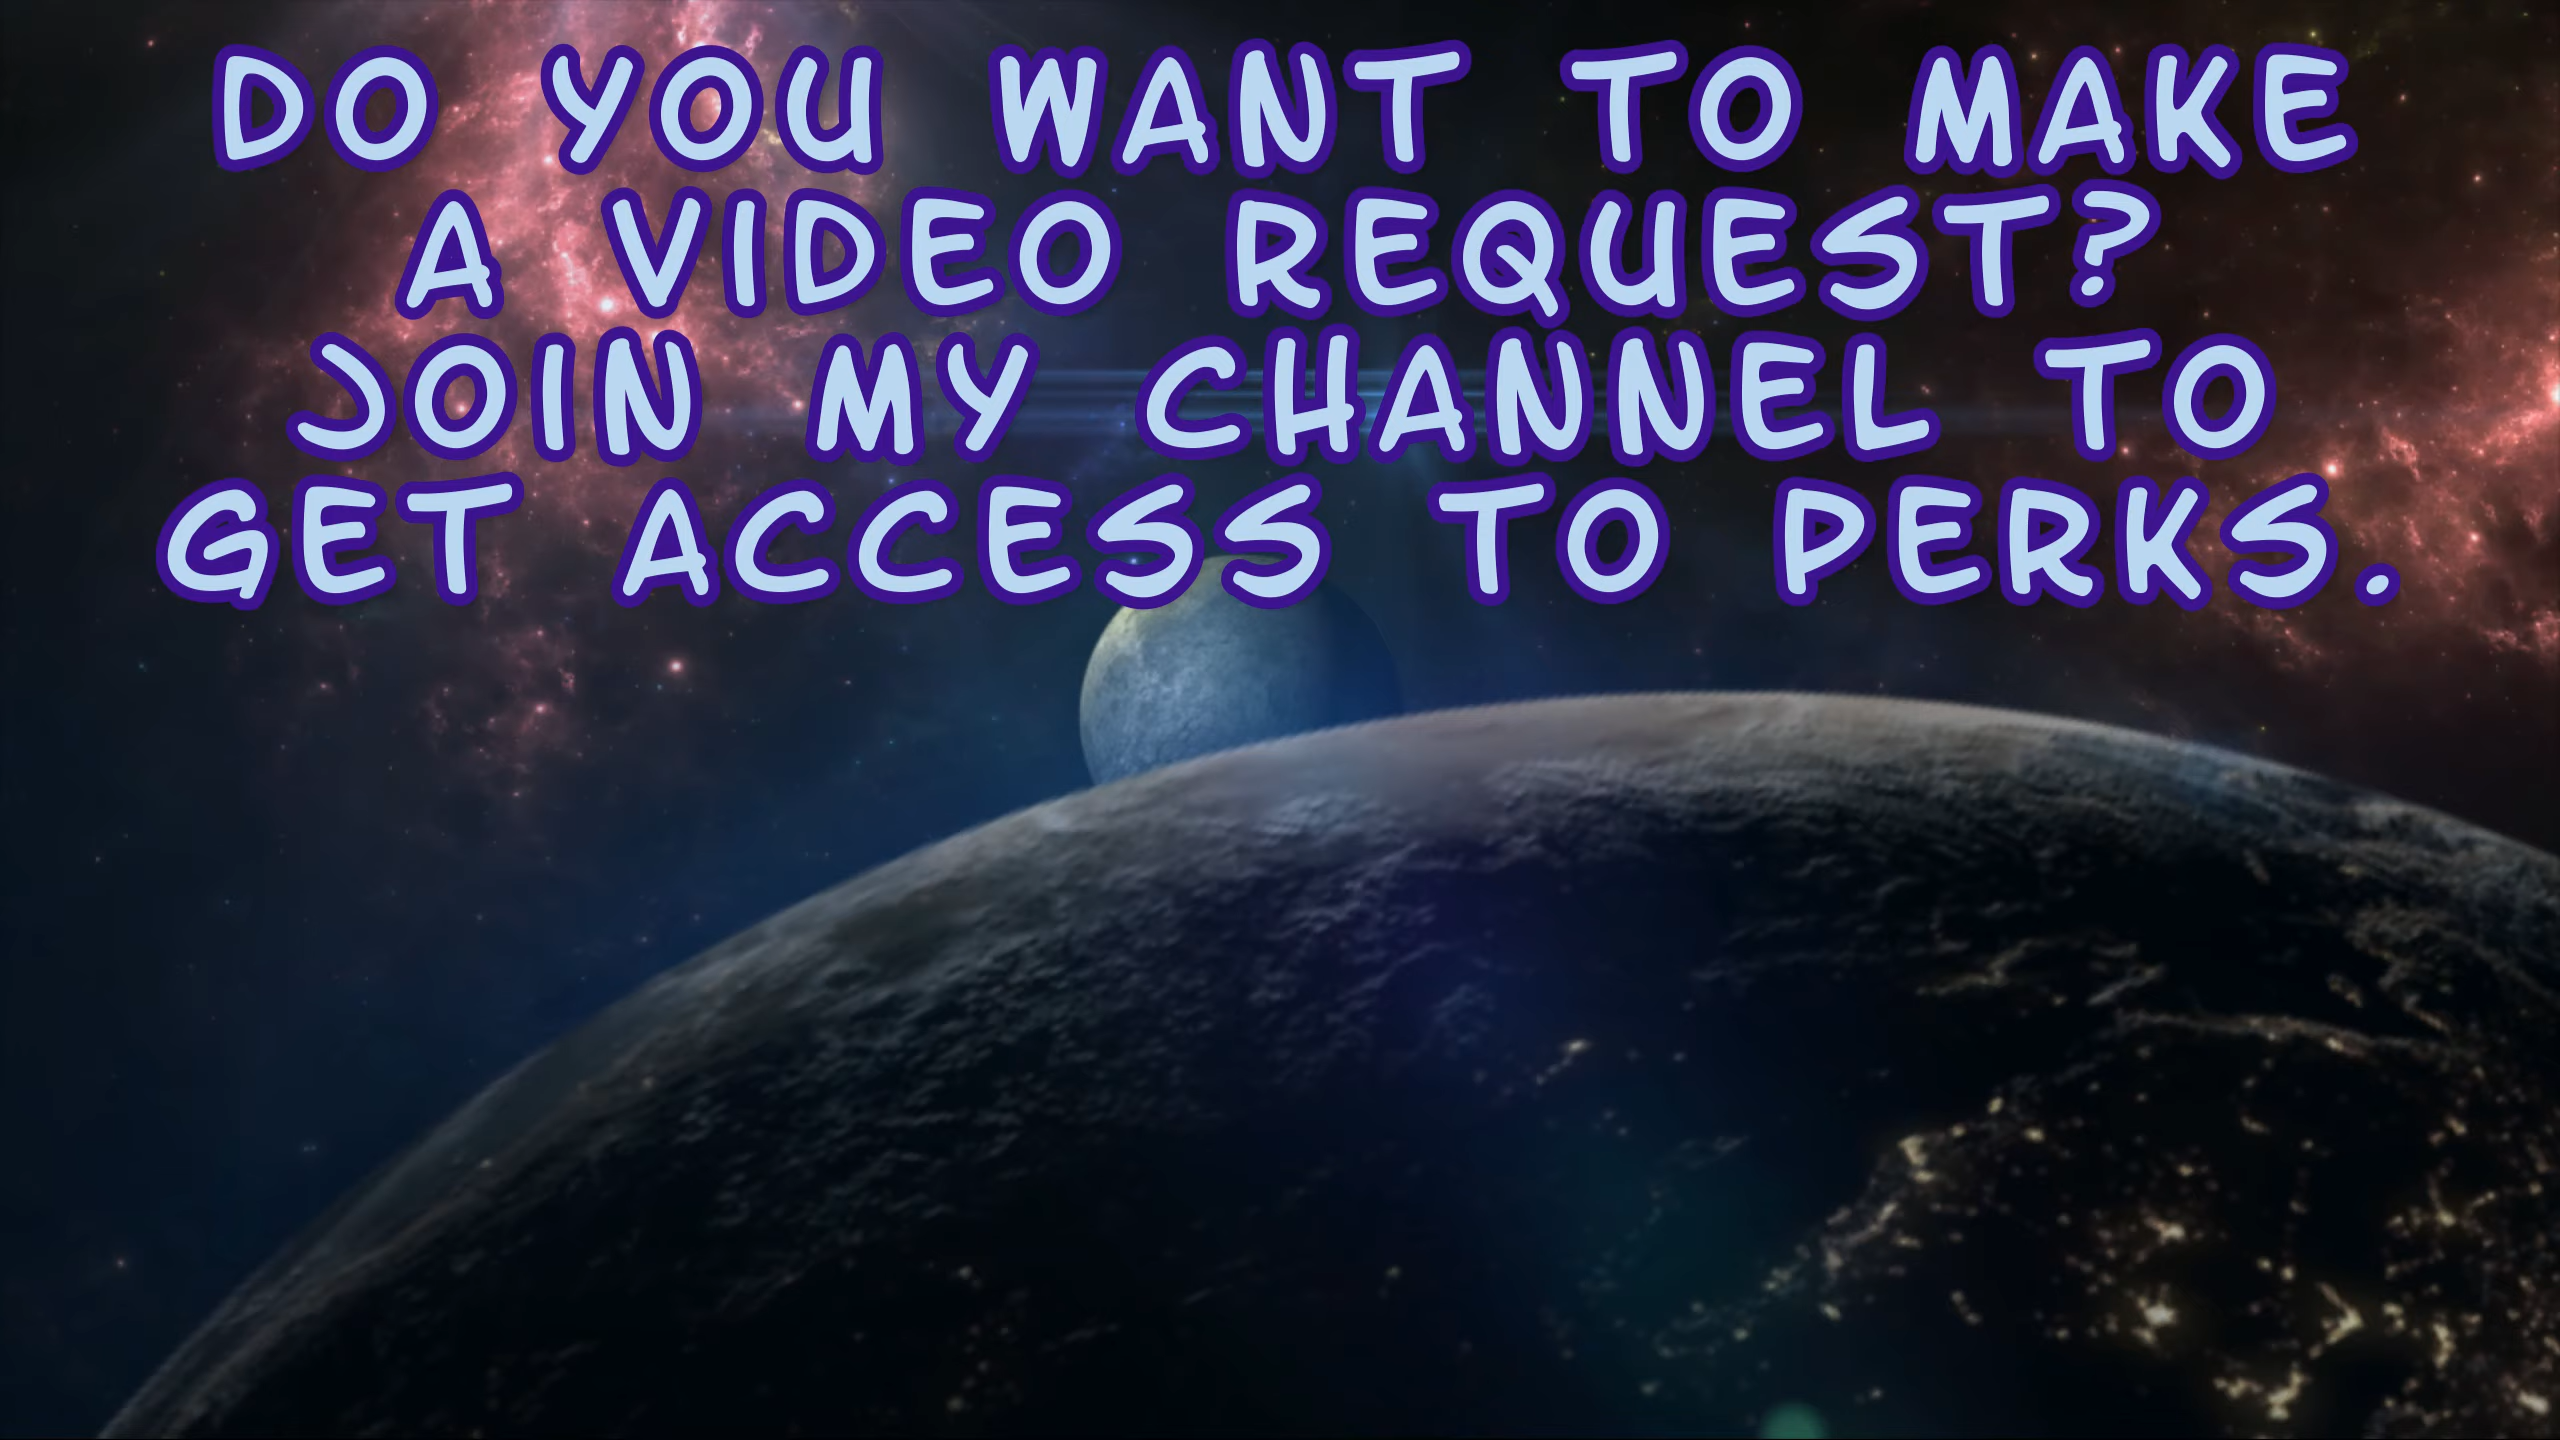 DO YOU WANT TO MAKE
A VIDEO REQUEST?
JOIN MY CHANNEL TO
GET ACCESS TO PERKS.